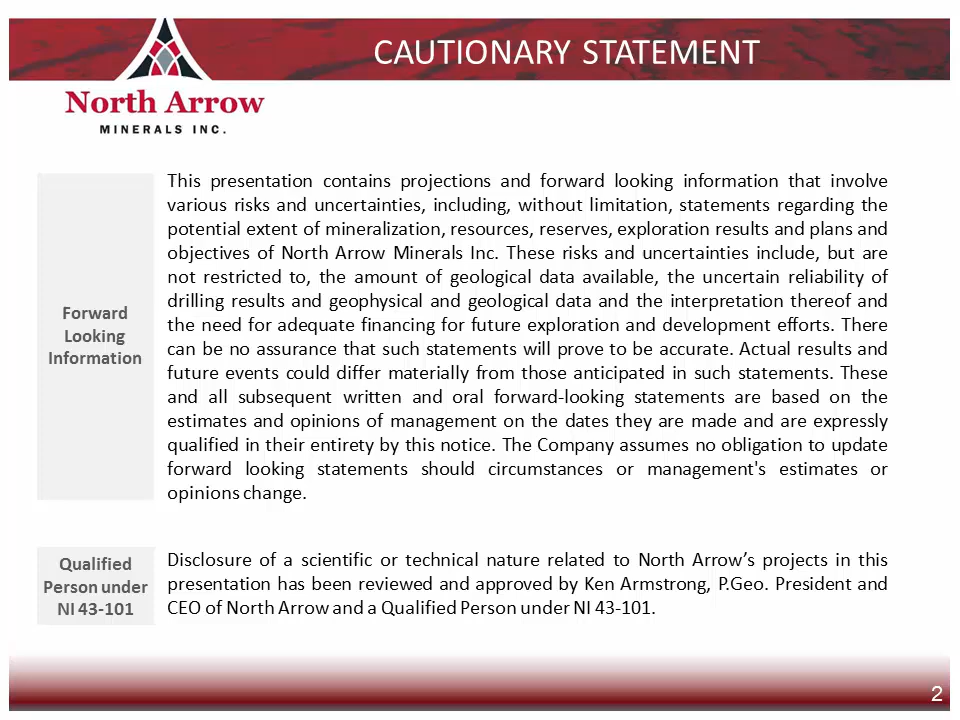 CAUTIONARY STATEMENT
North Arrow
MINERALS INC.
Forward
Looking
Information
This presentation contains projections and forward looking information that involve
various risks and uncertainties, including, without limitation, statements regarding the
potential extent of mineralization, resources, reserves, exploration results and plans and
objectives of North Arrow Minerals Inc. These risks and uncertainties include, but are
not restricted to, the amount of geological data available, the uncertain reliability of
drilling results and geophysical and geological data and the interpretation thereof and
the need for adequate financing for future exploration and development efforts. There
can be no assurance that such statements will prove to be accurate. Actual results and
future events could differ materially from those anticipated in such statements. These
and all subsequent written and oral forward-looking statements are based on the
estimates and opinions of management on the dates they are made and are expressly
qualified in their entirety by this notice. The Company assumes no obligation to update
forward looking statements should circumstances or management's estimates or
opinions change.
Qualified
Person under
NI 43-101
Disclosure of a scientific or technical nature related to North Arrow’s projects in this
presentation has been reviewed and approved by Ken Armstrong, P.Geo. President and
CEO of North Arrow and a Qualified Person under NI 43-101.
2